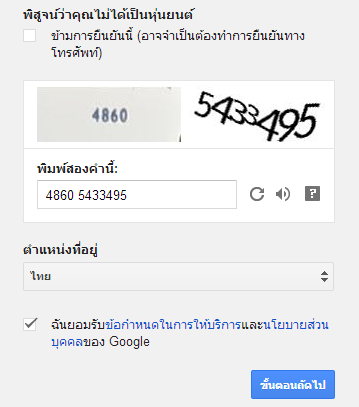 พิสูจน์ว่าคุณไม่ได้เป็นหุ่นยนต์
ข้ามการยืนยันนี้ (อาจจำเป็นต้องทำการยืนยันทาง
โทรศัพท์)
4860 5433495
พิมพ์สองคำนี้:
4860 5433495
ตำแหน่งที่อยู่
ไทย
ฉันยอมรับข้อกำหนดในการให้บริการและนโยบายส่วน
บุคคลของ Google
ขั้นตอนถัดไป